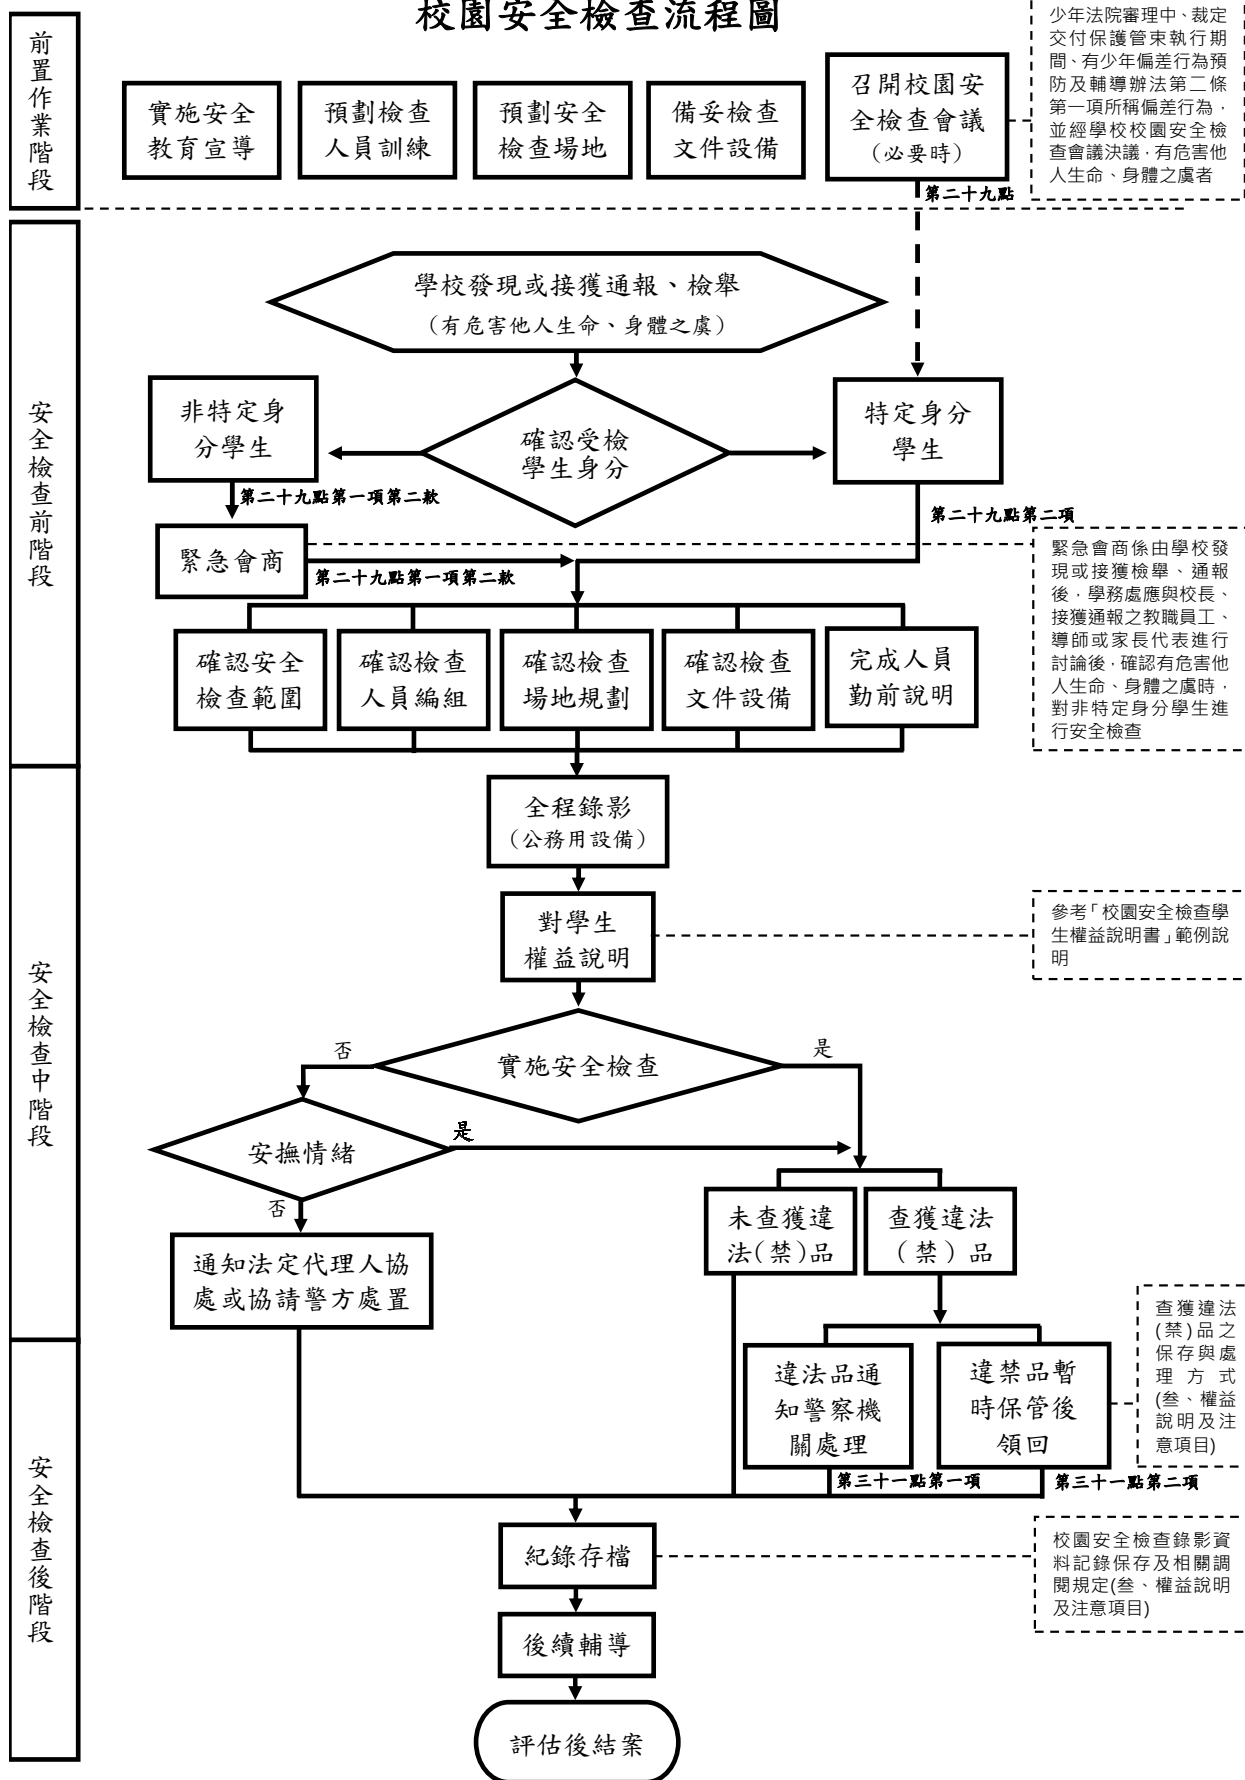 校園安全檢查流程圖
前置作業階段
實施安全
教育宣導
預劃檢查
人員訓練
預劃安全
檢查場地
備妥檢查
文件設備
召開校園安
全檢查會議
(必要時)
少年法院審理中、裁定
交付保護管束執行期
間、有少年偏差行為預
防及輔導辦法第二條
第一項所稱偏差行為，
並經學校校園安全檢
查會議決議，有危害他
人生命、身體之虞者
第二十九點
安全檢查前階段
學校發現或接獲通報、檢舉
（有危害他人生命、身體之虞）
非特定身
分學生
確認受檢
學生身分
特定身分
學生
第二十九點第一項第二款
第二十九點第二項
緊急會商
第二十九點第一項第二款
緊急會商係由學校發
現或接獲檢舉、通報
後，學務處應與校長、
接獲通報之教職員工、
導師或家長代表進行
討論後，確認有危害他
人生命、身體之虞時，
對非特定身分學生進
行安全檢查
確認安全
檢查範圍
確認檢查
人員編組
確認檢查
場地規劃
確認檢查
文件設備
完成人員
勤前說明
安全檢查中階段
全程錄影
（公務用設備）
對學生
權益說明
參考「校園安全檢查學
生權益說明書」範例說
明
實施安全檢查
否
是
安撫情緒
是
否
通知法定代理人協
處或協請警方處置
未查獲違
法(禁)品
查獲違法
(禁)品
查獲違法
(禁)品之
保存與處
理方式
(叁、權益
說明及注
意項目)
安全檢查後階段
違法品通
知警察機
關處理
違禁品暫
時保管後
領回
第三十一點第一項
第三十一點第二項
紀錄存檔
校園安全檢查錄影資
料記錄保存及相關調
閱規定(叁、權益說明
及注意項目)
後續輔導
評估後結案